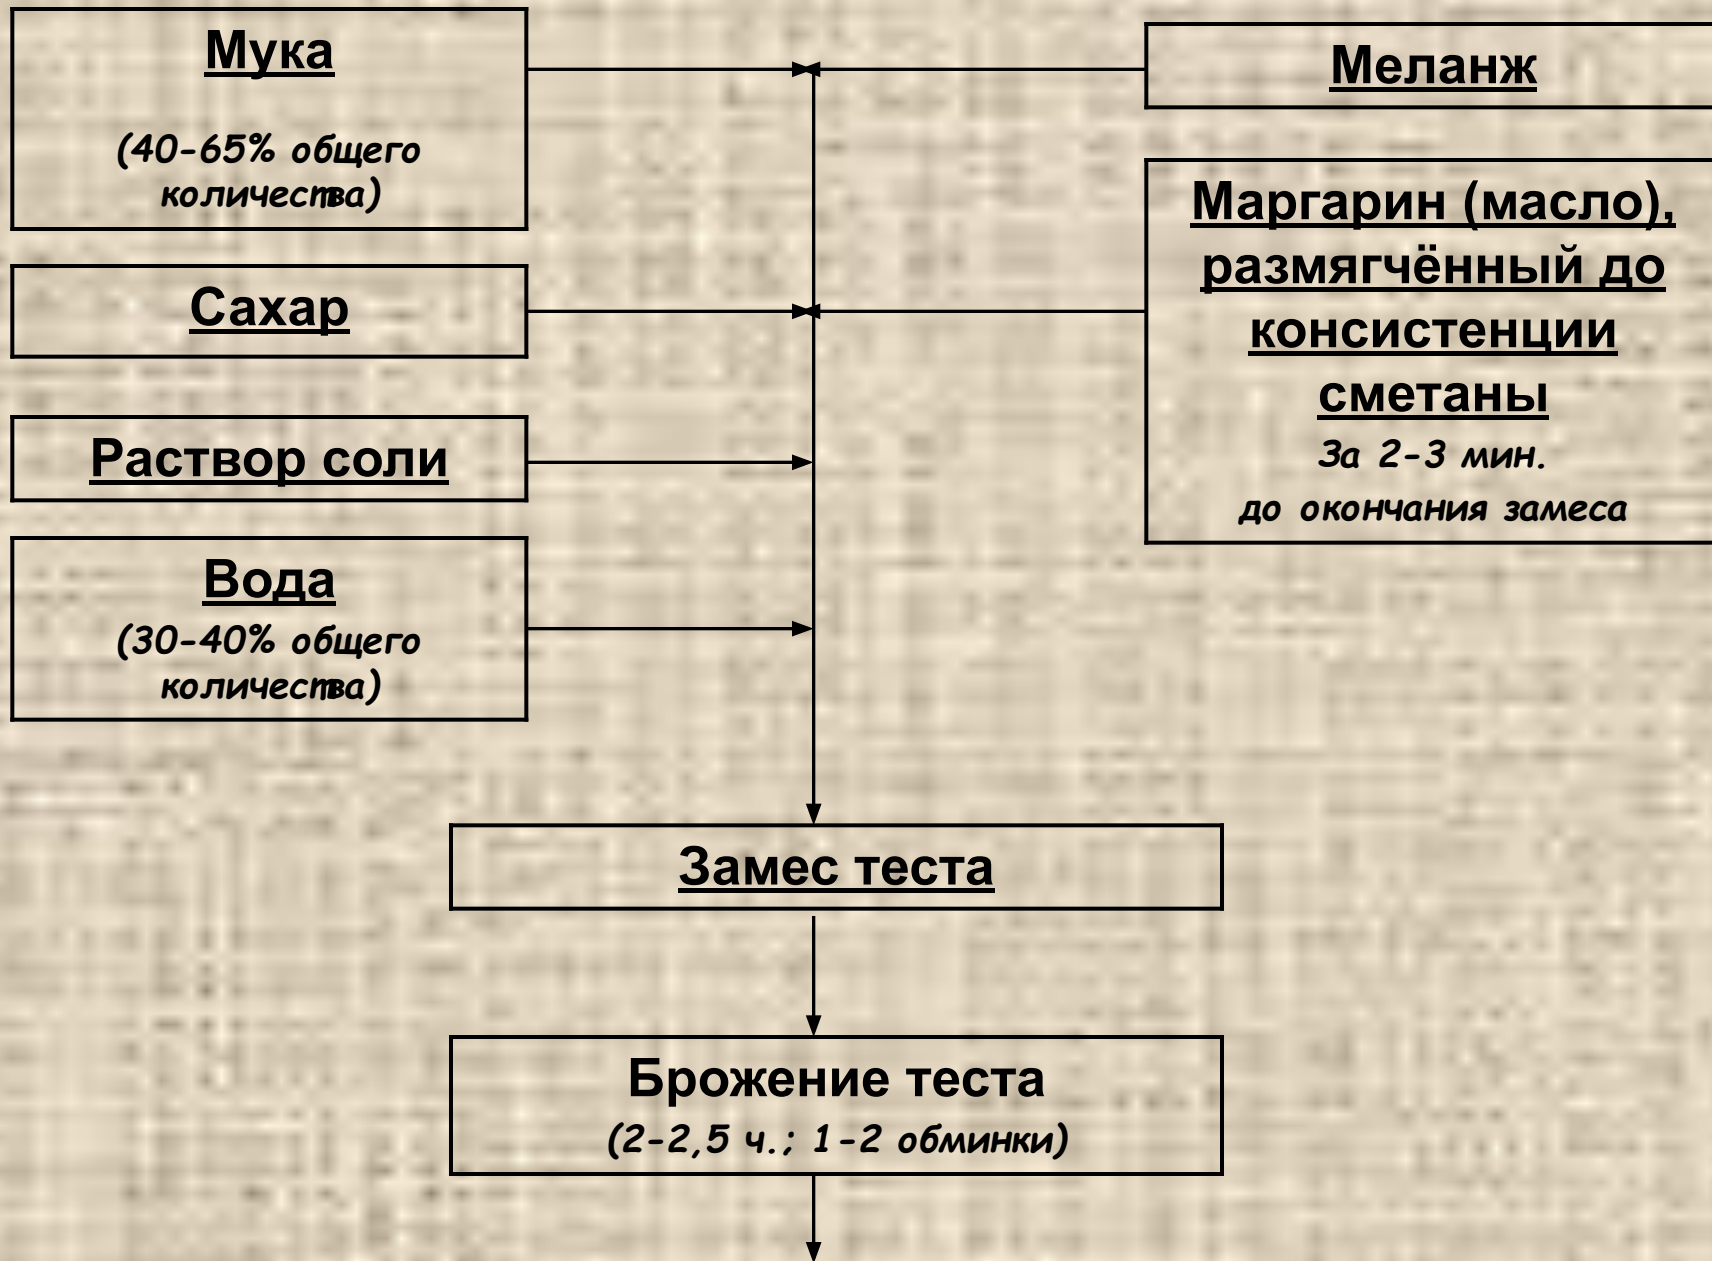 Мука
(40-65% общего
количества)
Сахар
Раствор соли
Вода
(30-40% общего
количества)
Меланж
Маргарин (масло),
размягчённый до
консистенции
сметаны
За 2-3 мин.
до окончания замеса
Замес теста
Брожение теста
(2-2,5 ч.; 1-2 обминки)